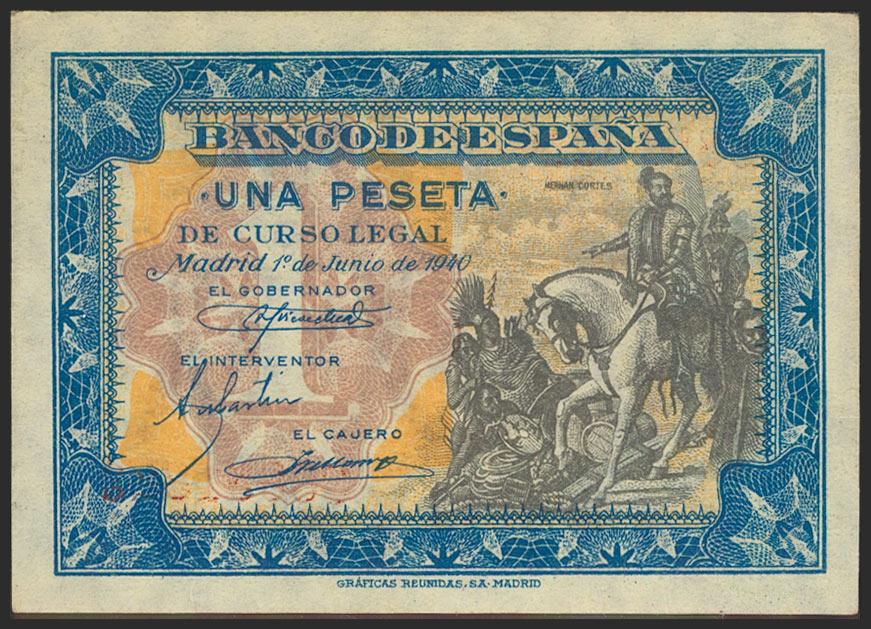 BANCO DE ESPAÑA
·UNA PESETA·
HERNAN CORTES
DE CURSO LEGAL
Madrid 1º de Junio de 1940
EL GOBERNADOR
EL INTERVENTOR
EL CAJERO
1
GRÁFICAS REUNIDAS, S.A. MADRID